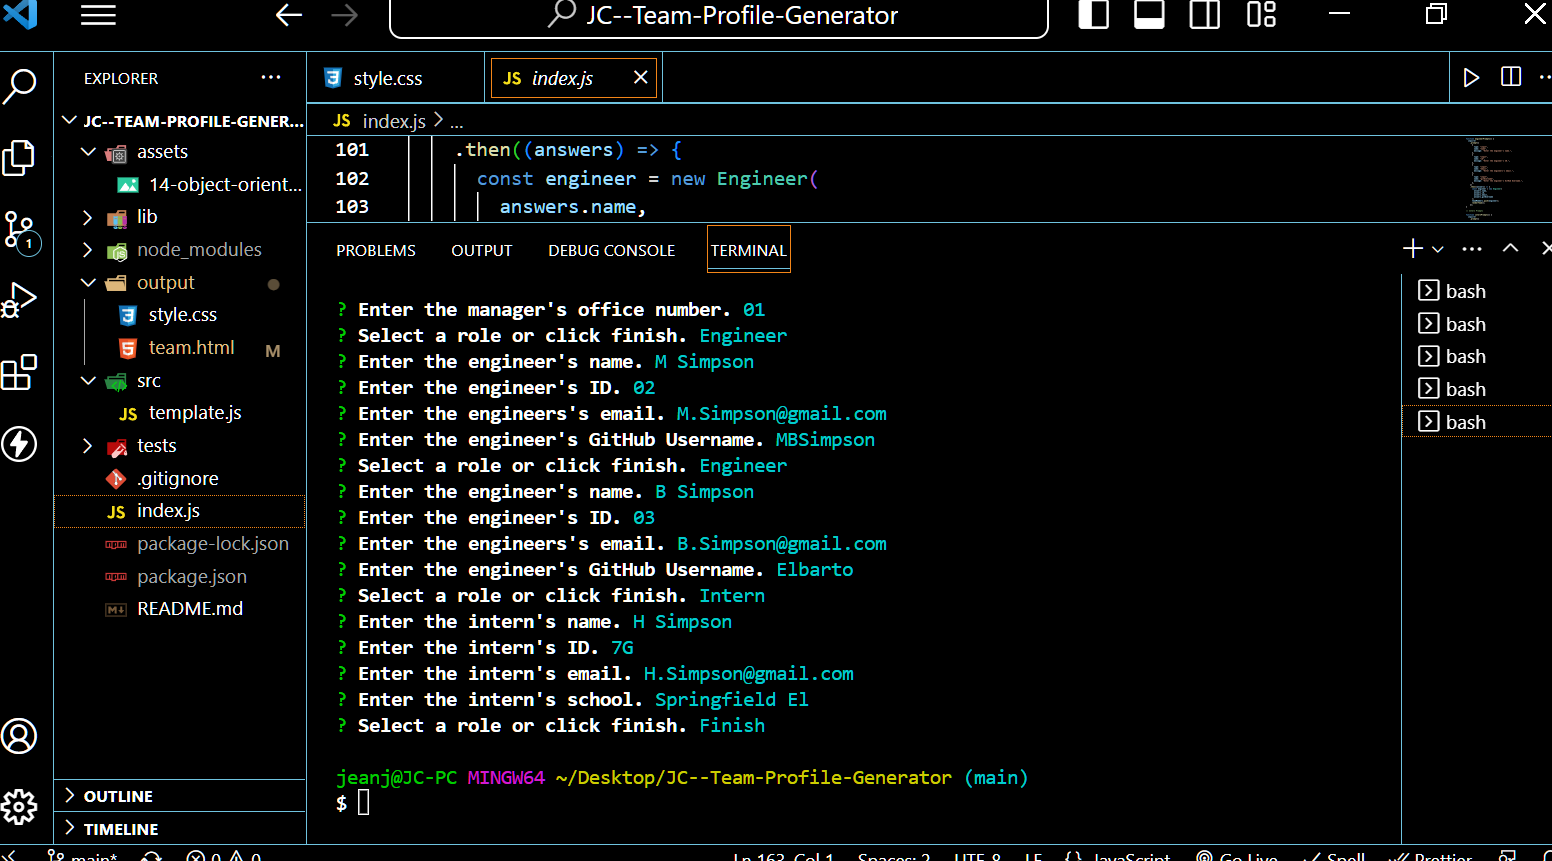 JC--Team-Profile-Generator
EXPLORER
style.css
JS index.js
JC--TEAM-PROFILE-GENER...
JS index.js > ...
assets
14-object-orient...
lib
node_modules
output
style.css
team.html M
src
JS template.js
tests
.gitignore
JS index.js
package-lock.json
package.json
README.md
OUTLINE
TIMELINE
1
101 .then((answers) => {
102 const engineer = new Engineer(
103 answers.name,
PROBLEMS OUTPUT DEBUG CONSOLE TERMINAL
? Enter the manager's office number. 01
? Select a role or click finish. Engineer
? Enter the engineer's name. M Simpson
? Enter the engineer's ID. 02
? Enter the engineers's email. M.Simpson@gmail.com
? Enter the engineer's GitHub Username. MBSimpson
? Select a role or click finish. Engineer
? Enter the engineer's name. B Simpson
? Enter the engineer's ID. 03
? Enter the engineers's email. B.Simpson@gmail.com
? Enter the engineer's GitHub Username. Elbarto
? Select a role or click finish. Intern
? Enter the intern's name. H Simpson
? Enter the intern's ID. 7G
? Enter the intern's email. H.Simpson@gmail.com
? Enter the intern's school. Springfield El
? Select a role or click finish. Finish
jeanj@JC-PC MINGW64 ~/Desktop/JC--Team-Profile-Generator (main)
$
bash
bash
bash
bash
bash
main* 0 0 Ln 163, Col 1 Spaces: 2 UTF-8 LF {} JavaScript Go Live Spell Prettier